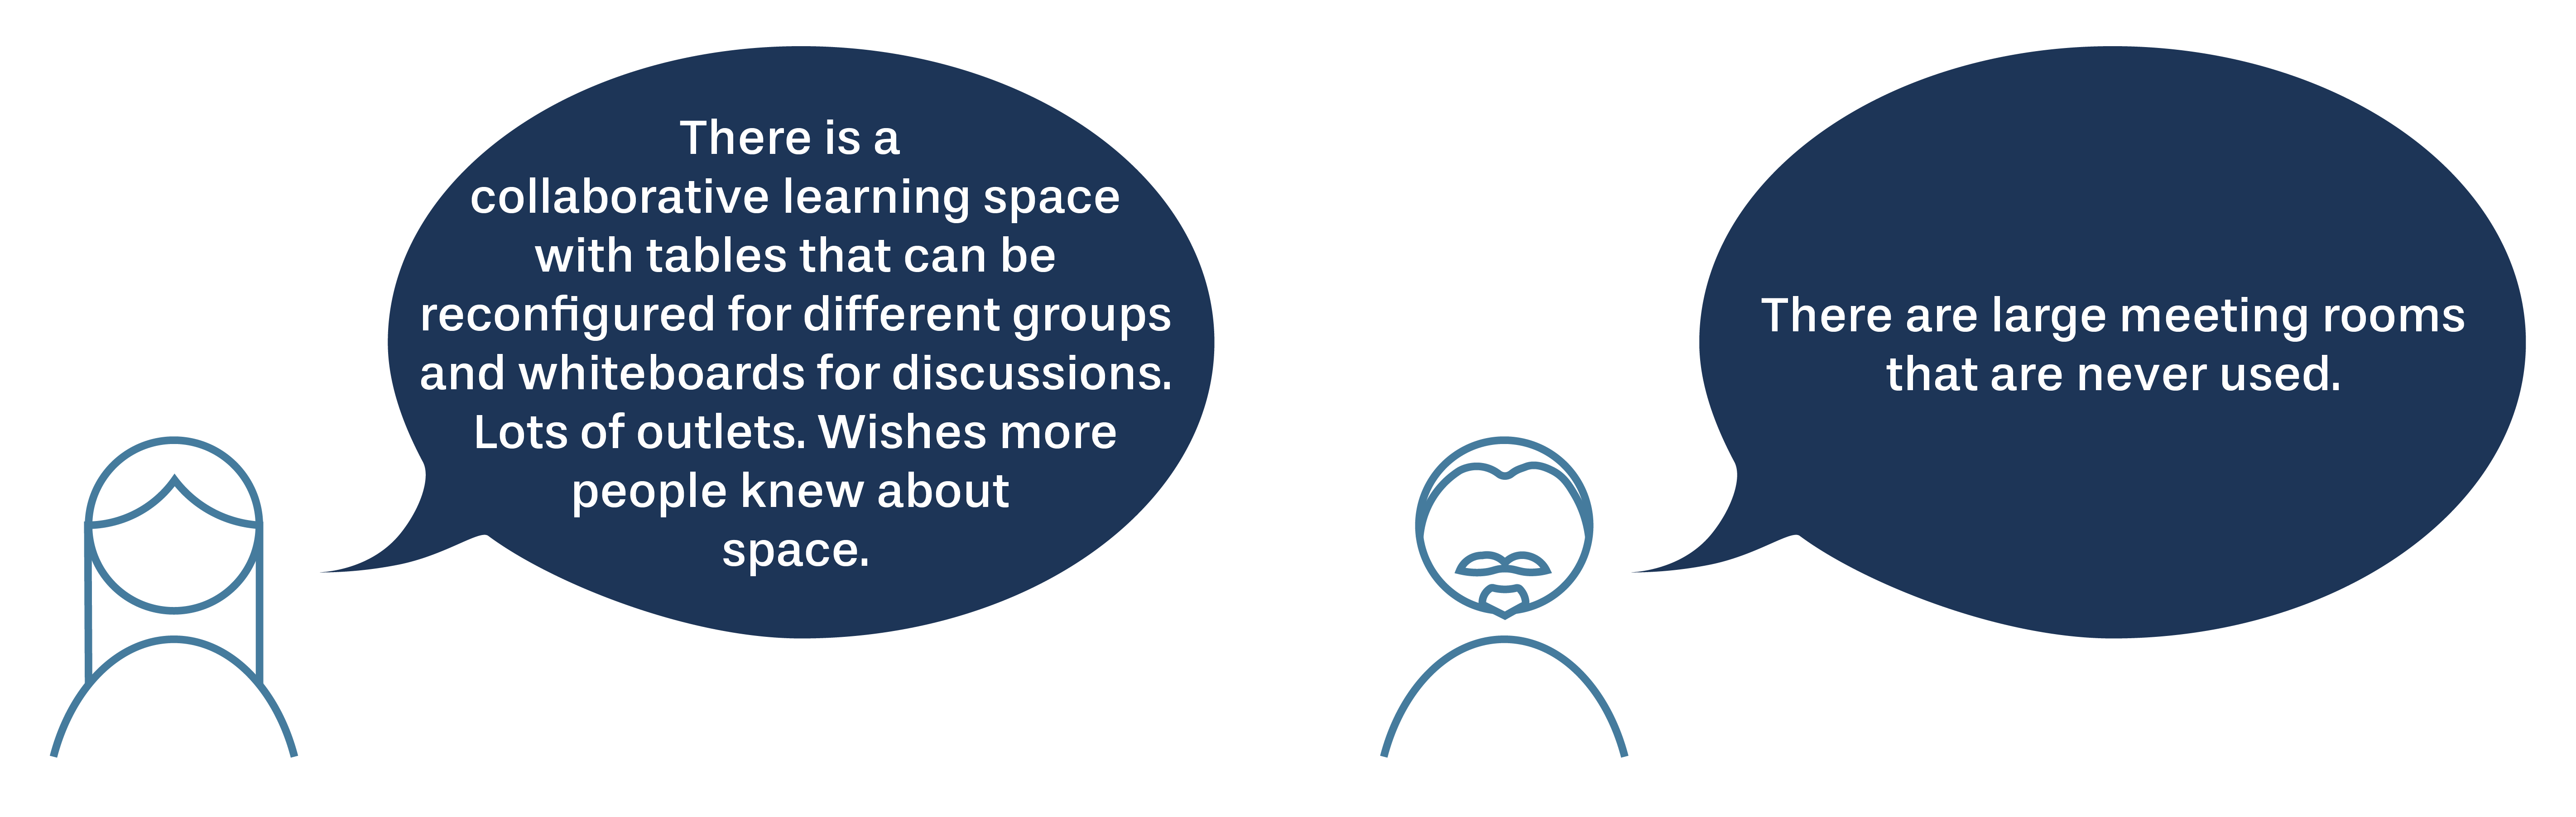 There is a
collaborative learning space
with tables that can be
reconfigured for different groups
and whiteboards for discussions.
Lots of outlets. Wishes more
people knew about
space.
There are large meeting rooms
that are never used.